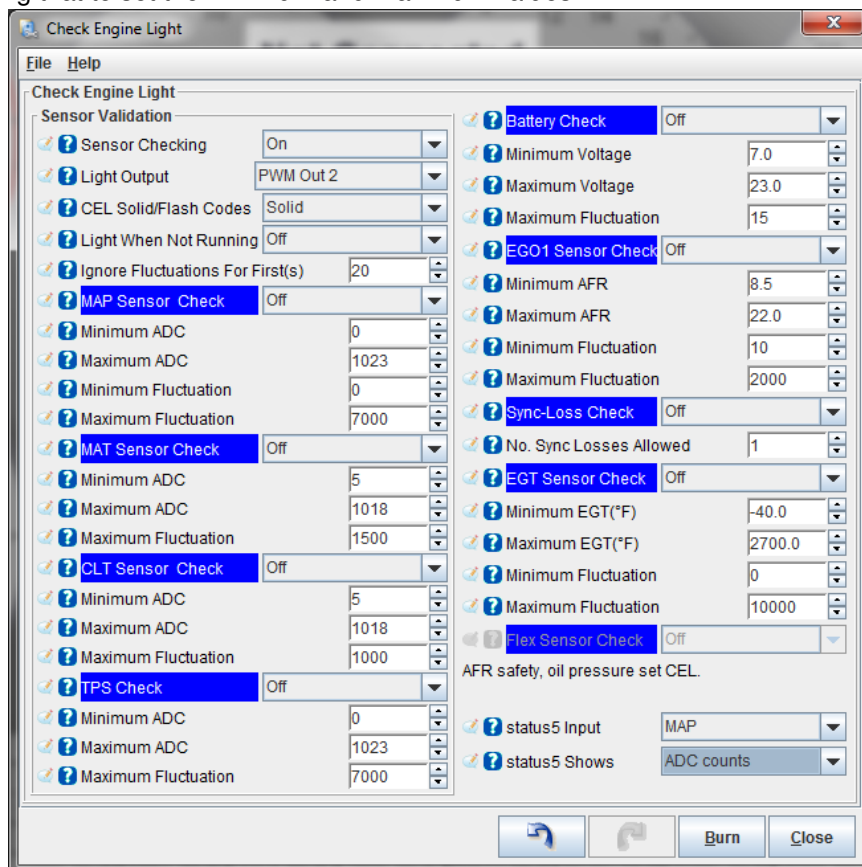 Check Engine Light
File Help
Check Engine Light
Sensor Validation
Sensor Checking On
Light Output PWM Out 2
CEL Solid/Flash Codes Solid
Light When Not Running Off
Ignore Fluctuations For First(s) 20
MAP Sensor Check Off
Minimum ADC 0
Maximum ADC 1023
Minimum Fluctuation 0
Maximum Fluctuation 7000
MAT Sensor Check Off
Minimum ADC 5
Maximum ADC 1018
Maximum Fluctuation 1500
CLT Sensor Check Off
Minimum ADC 5
Maximum ADC 1018
Maximum Fluctuation 1000
TPS Check Off
Minimum ADC 0
Maximum ADC 1023
Maximum Fluctuation 7000
Battery Check Off
Minimum Voltage 7.0
Maximum Voltage 23.0
Maximum Fluctuation 15
EGO1 Sensor Check Off
Minimum AFR 8.5
Maximum AFR 22.0
Minimum Fluctuation 10
Maximum Fluctuation 2000
Sync-Loss Check Off
No. Sync Losses Allowed 1
EGT Sensor Check Off
Minimum EGT(°F) -40.0
Maximum EGT(°F) 2700.0
Minimum Fluctuation 0
Maximum Fluctuation 10000
Flex Sensor Check Off
AFR safety, oil pressure set CEL.
status5 Input MAP
status5 Shows ADC counts
Burn Close